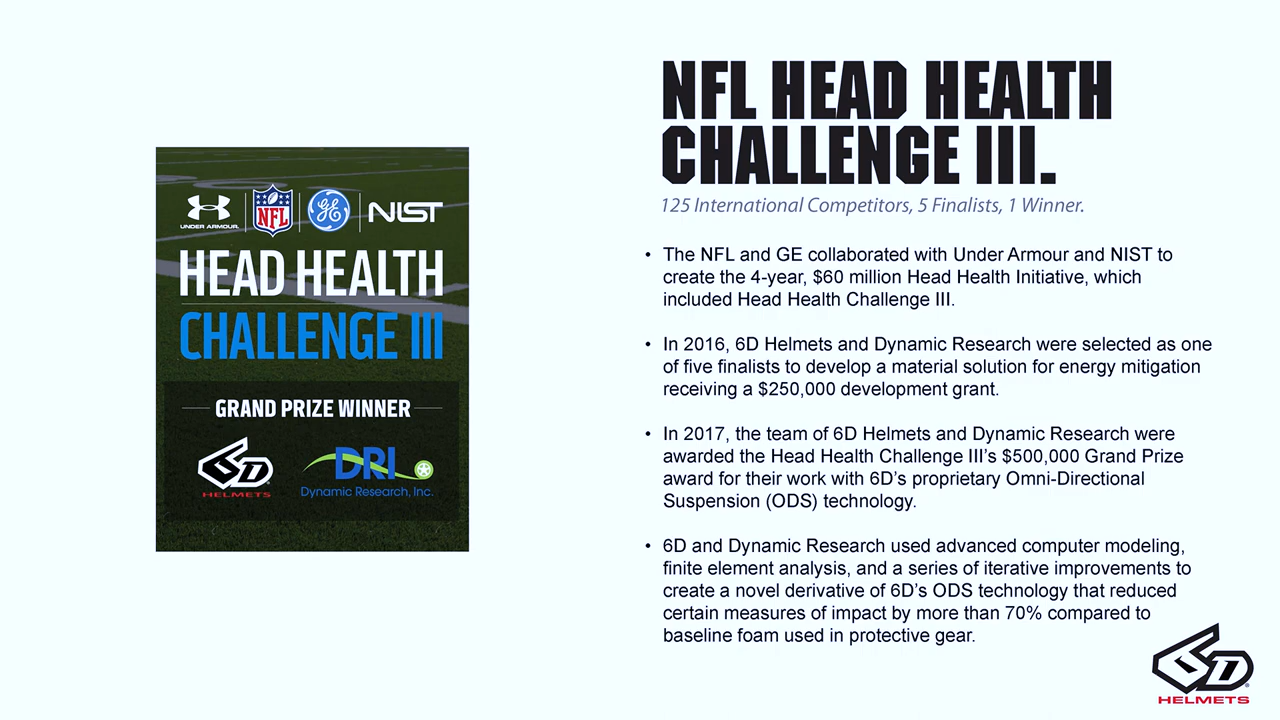 UNDER ARMOUR.
NFL
GE
NIST
HEAD HEALTH
CHALLENGE III
GRAND PRIZE WINNER
6D
HELMETS
DRI
Dynamic Research, Inc.
NFL HEAD HEALTH
CHALLENGE III.
125 International Competitors, 5 Finalists, 1 Winner.
• The NFL and GE collaborated with Under Armour and NIST to
create the 4-year, $60 million Head Health Initiative, which
included Head Health Challenge III.
• In 2016, 6D Helmets and Dynamic Research were selected as one
of five finalists to develop a material solution for energy mitigation
receiving a $250,000 development grant.
• In 2017, the team of 6D Helmets and Dynamic Research were
awarded the Head Health Challenge III’s $500,000 Grand Prize
award for their work with 6D’s proprietary Omni-Directional
Suspension (ODS) technology.
• 6D and Dynamic Research used advanced computer modeling,
finite element analysis, and a series of iterative improvements to
create a novel derivative of 6D’s ODS technology that reduced
certain measures of impact by more than 70% compared to
baseline foam used in protective gear.
6D
HELMETS